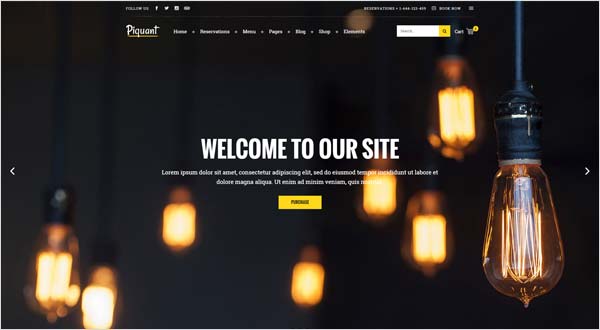 FOLLOW US
RESERVATIONS + 1-444-123-459 BOOK NOW
Piquant Home Reservations Menu Pages Blog Shop Elements Search... Cart
WELCOME TO OUR SITE
Lorem ipsum dolor sit amet, consectetur adipiscing elit, sed do eiusmod tempor incididunt ut labore et
dolore magna aliqua. Ut enim ad minim veniam, quis nostrud
PURCHASE